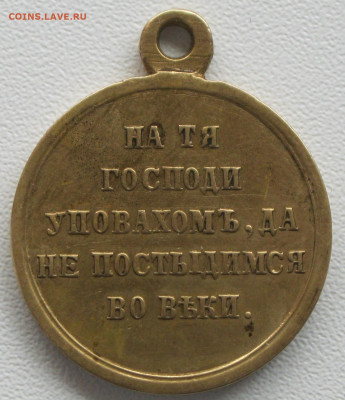 COINS.LAVE.RU
НА ТЯ
ГОСПОДИ
УПОВАХОМЪ, ДА
НЕ ПОСТЫДИМСЯ
ВО ВѢКИ.